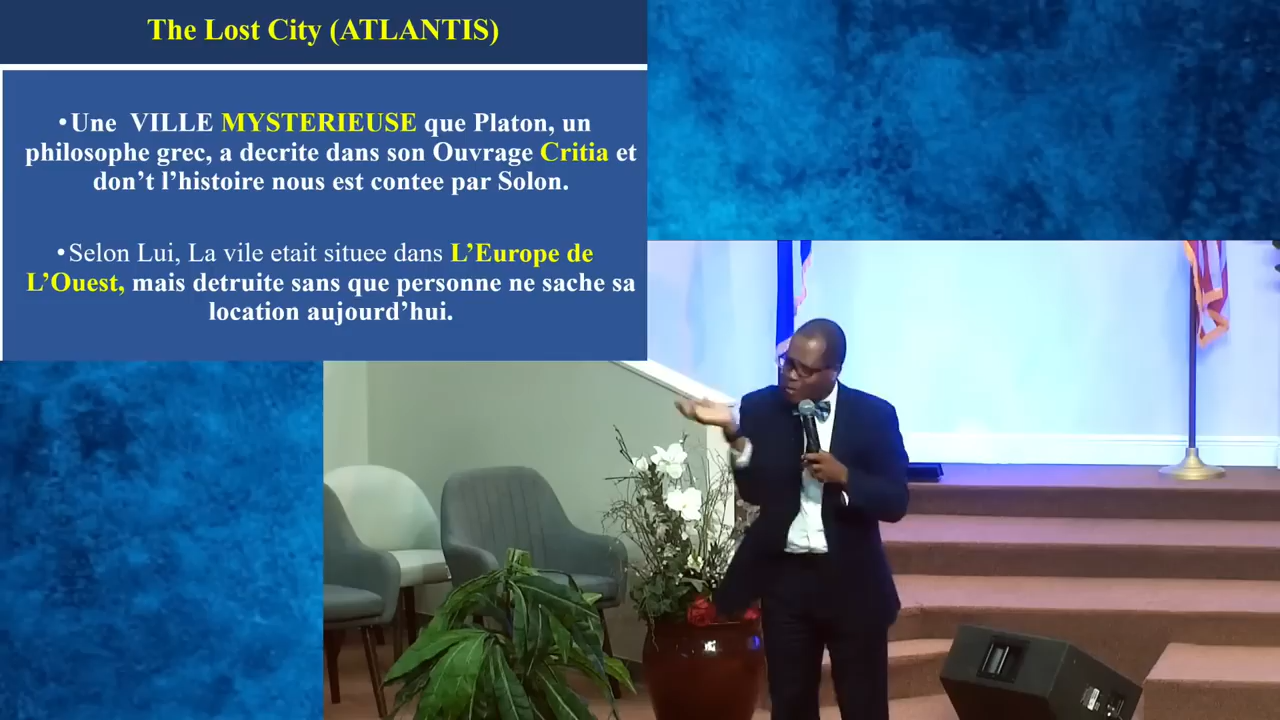 The Lost City (ATLANTIS)
•Une VILLE MYSTERIEUSE que Platon, un
philosophe grec, a decrite dans son Ouvrage Critia et
don’t l’histoire nous est contee par Solon.
•Selon Lui, La vile etait situee dans L’Europe de
L’Ouest, mais detruite sans que personne ne sache sa
location aujourd’hui.